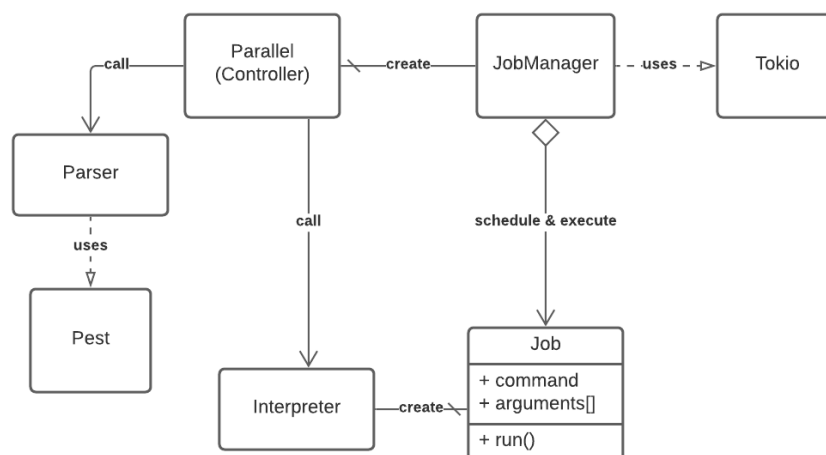 Parallel
(Controller)
call
create
JobManager
uses
Tokio
Parser
uses
Pest
call
schedule & execute
Job
+ command
+ arguments[]
+ run()
Interpreter
create